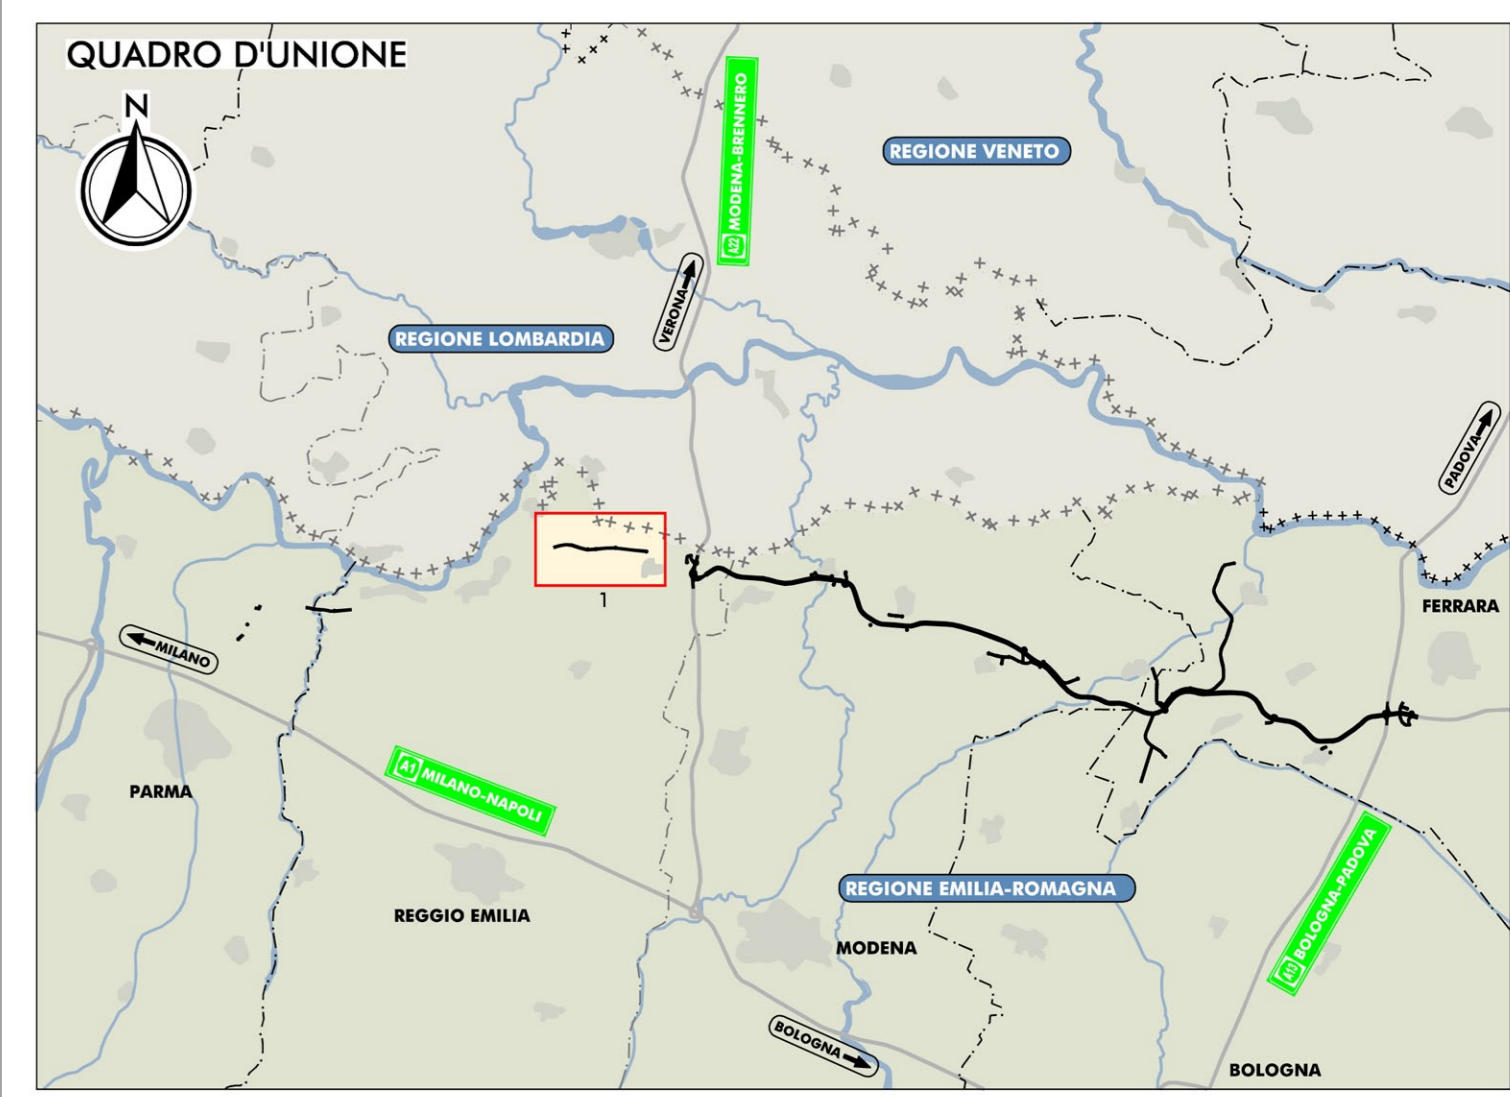 QUADRO D'UNIONE
N
A22 MODENA-BRENNERO
REGIONE VENETO
VERONA
REGIONE LOMBARDIA
PADOVA
1
FERRARA
MILANO
PARMA
A1 MILANO-NAPOLI
REGIONE EMILIA-ROMAGNA
A13 BOLOGNA-PADOVA
REGGIO EMILIA
MODENA
BOLOGNA
BOLOGNA